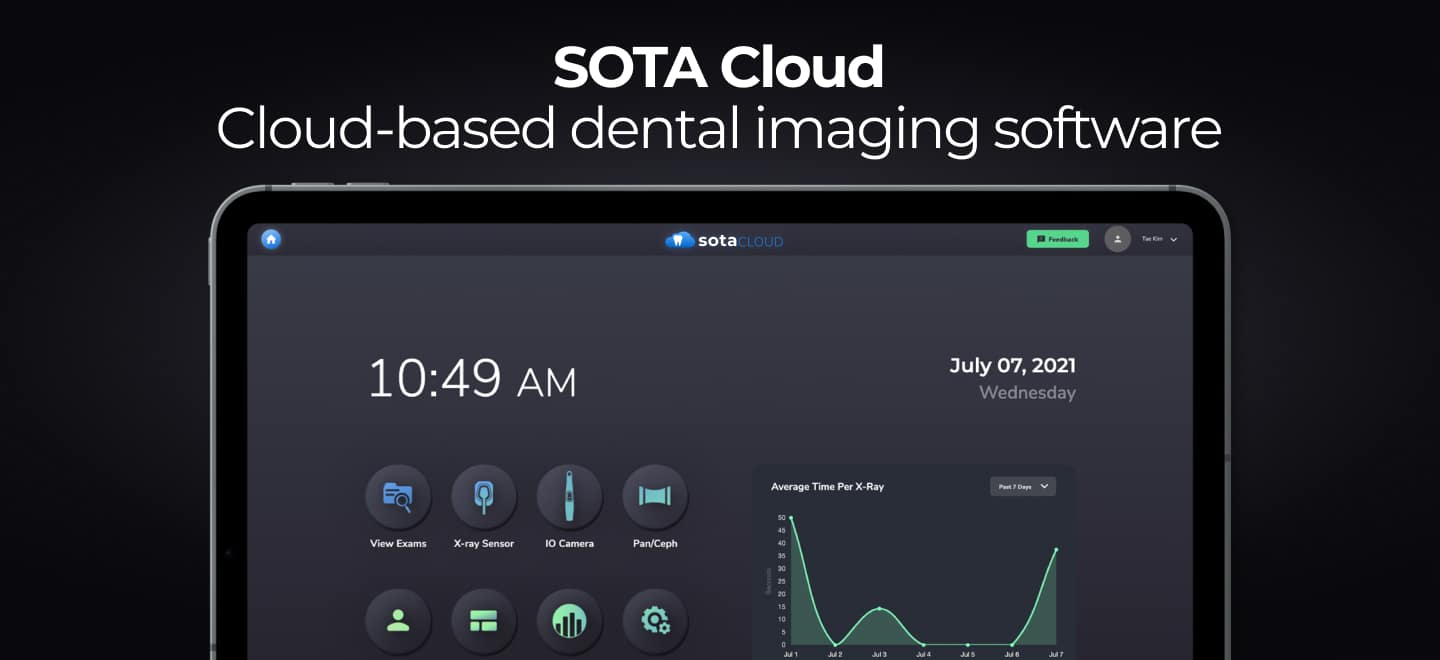 SOTA Cloud
Cloud-based dental imaging software
sotaCLOUD
Feedback
Tae Kim
10:49 AM
July 07, 2021
Wednesday
View Exams
X-ray Sensor
IO Camera
Pan/Ceph
Average Time Per X-Ray
Past 7 Days
50
45
40
35
30
25
20
15
10
5
0
Seconds
Jul 1 Jul 2 Jul 3 Jul 4 Jul 5 Jul 6 Jul 7